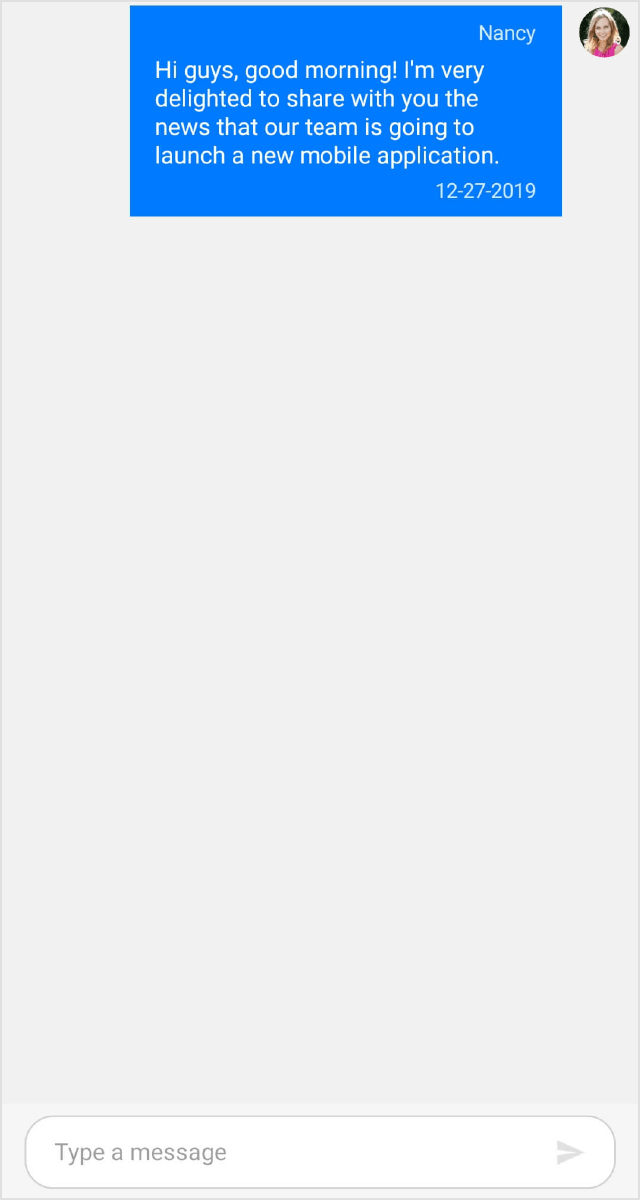 Nancy
Hi guys, good morning! I'm very
delighted to share with you the
news that our team is going to
launch a new mobile application.
12-27-2019
Type a message